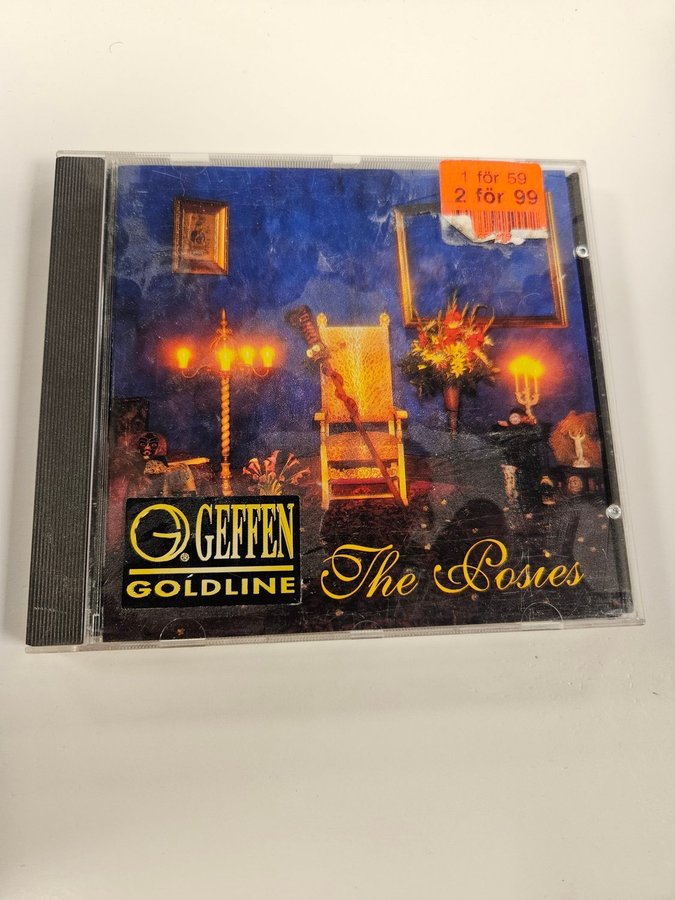 1 för 59
2 för 99
G® GEFFEN
GOLDLINE
The Posies